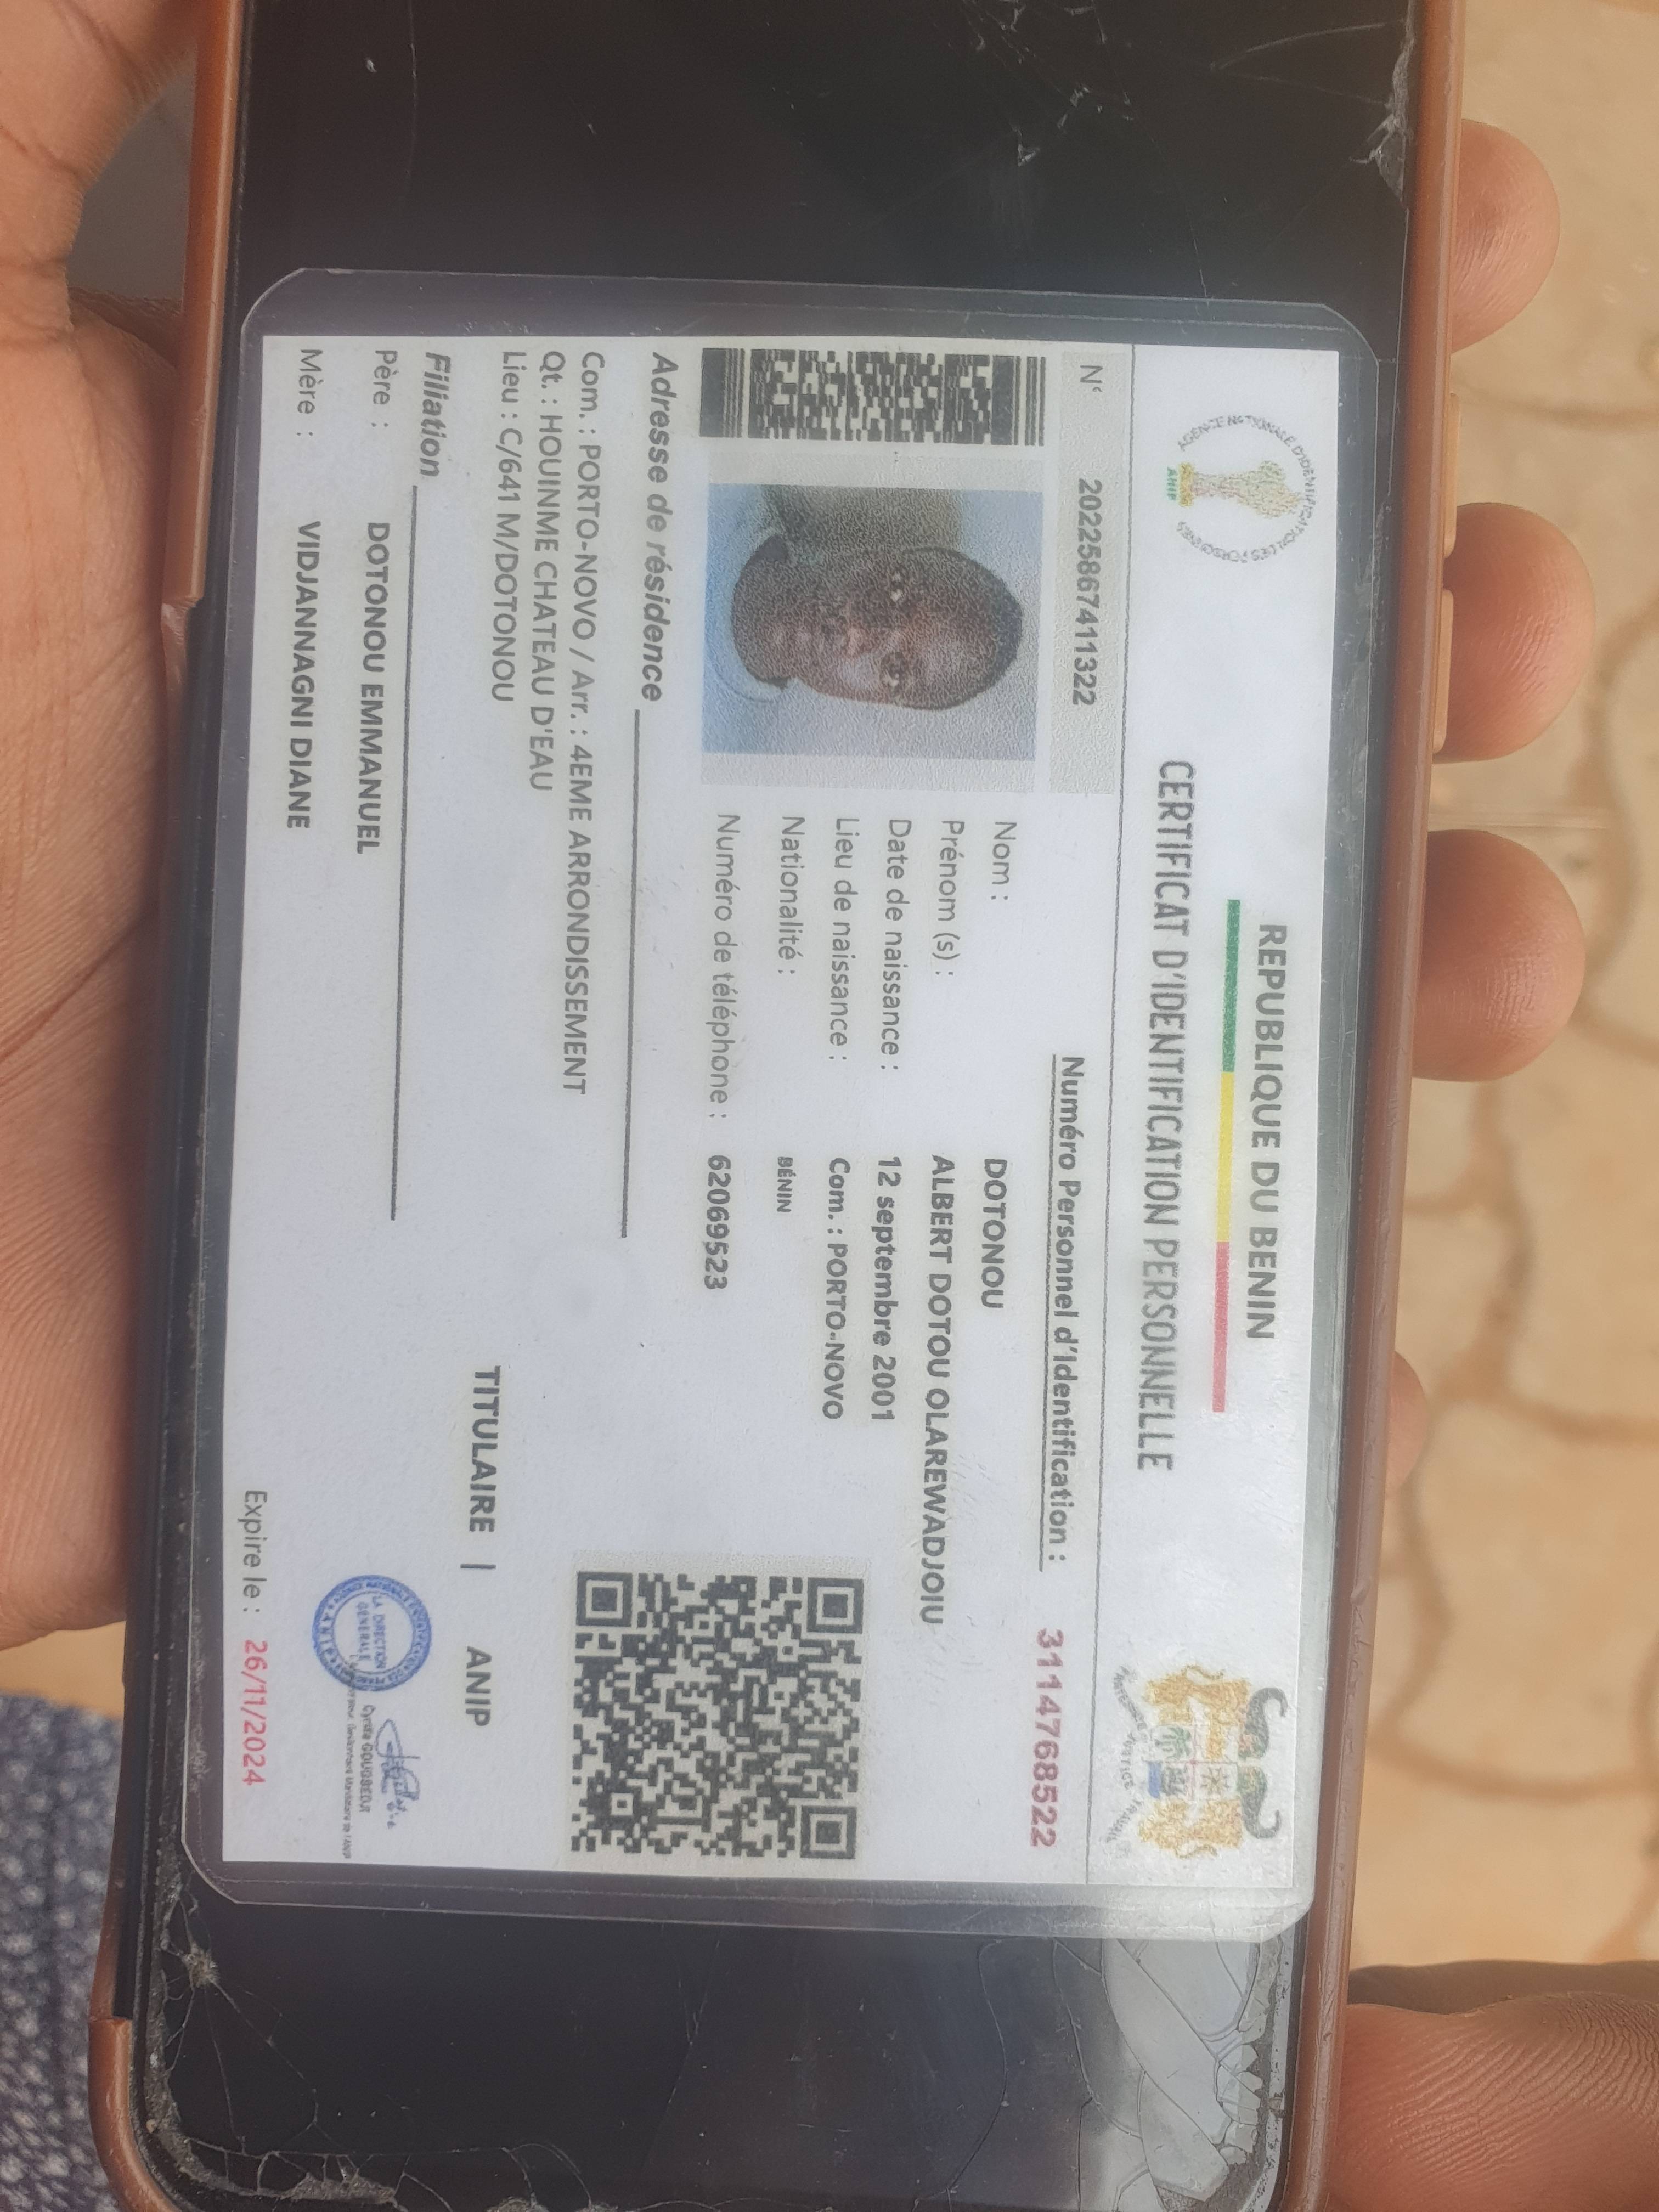 REPUBLIQUE DU BENIN
CERTIFICAT D'IDENTIFICATION PERSONNELLE
AGENCE NATIONALE D'IDENTIFICATION DES PERSONNES
ANIP
N° 20225867411322
Numéro Personnel d'Identification : 3114768522
Nom : DOTONOU
Prénom (s) : ALBERT DOTOU OLAREWADJOIU
Date de naissance : 12 septembre 2001
Lieu de naissance : Com. : PORTO-NOVO
Nationalité : BÉNIN
Numéro de téléphone : 62069523
Adresse de résidence
Com. : PORTO-NOVO / Arr. : 4EME ARRONDISSEMENT
Qt. : HOUINME CHATEAU D'EAU
Lieu : C/641 M/DOTONOU
TITULAIRE | ANIP
Filiation
Père : DOTONOU EMMANUEL
Mère : VIDJANNAGNI DIANE
LA DIRECTION
GENERALE
Expire le : 26/11/2024